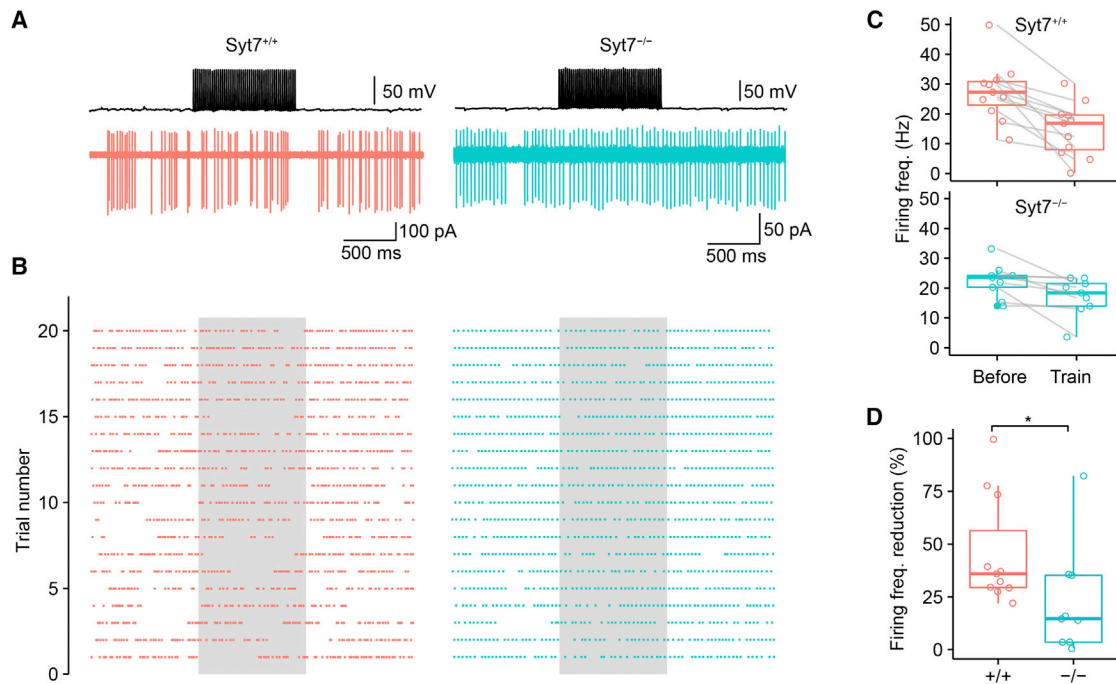 A
Syt7+/+
Syt7−/−
50 mV
50 mV
100 pA
500 ms
50 pA
500 ms
B
Trial number
20
15
10
5
0
C
Syt7+/+
Firing freq. (Hz)
50
40
30
20
10
0
Syt7−/−
50
40
30
20
10
0
Before Train
D
*
Firing freq. reduction (%)
100
75
50
25
0
+/+ −/−